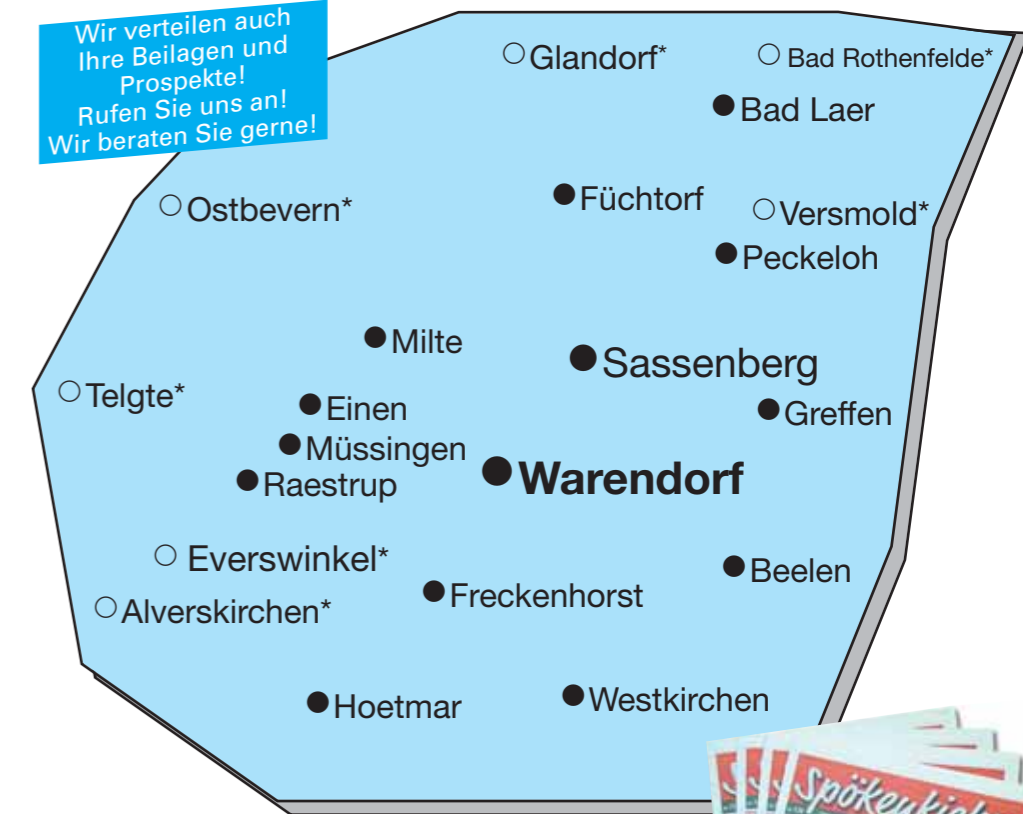 Wir verteilen auch
Ihre Beilagen und
Prospekte!
Rufen Sie uns an!
Wir beraten Sie gerne!
Glandorf*
Bad Rothenfelde*
Bad Laer
Ostbevern*
Füchtorf
Versmold*
Peckeloh
Milte
Sassenberg
Telgte*
Einen
Greffen
Müssingen
Warendorf
Raestrup
Everswinkel*
Beelen
Alverskirchen*
Freckenhorst
Hoetmar
Westkirchen